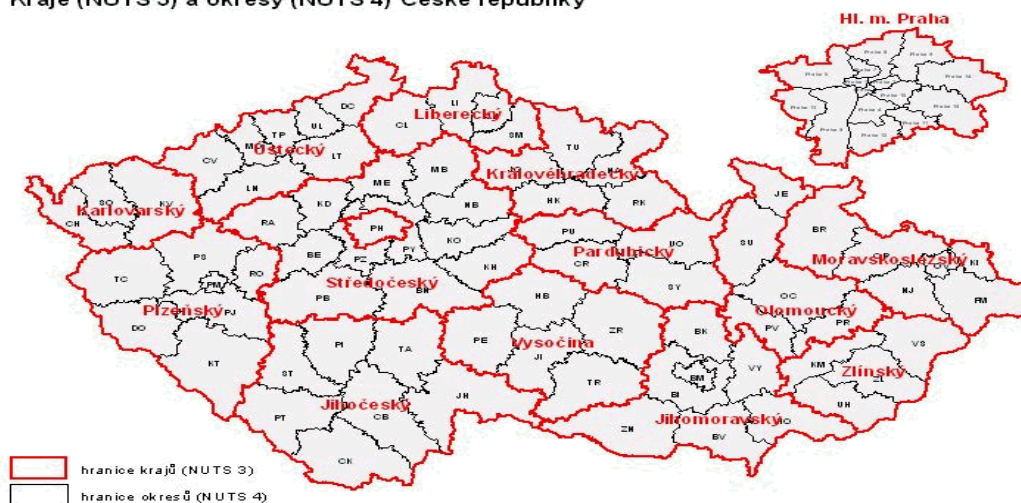 Kraje (NUTS 3) a okresy (NUTS 4) České republiky
Hl. m. Praha
DC
LI
Liberecký
CL
SM
UL
TP
Ústecký
LT
CV
TU
MB
Královéhradecký
ME
LN
SO
KV
Karlovarský
CH
KD
NB
HK
RK
JE
RA
PH
PU
BR
KO
PY
UO
SU
Pardubický
BE
PZ
CR
Moravskoslezský
KI
PS
RO
KH
TC
PM
Středočeský
BN
SY
OC
NJ
FM
Plzeňský
PJ
PB
HB
Olomoucký
DO
PI
TA
PE
Vysočina
ZR
BK
PV
PR
VS
KT
ST
JI
TR
BM
VY
KM
Zlínský
ZL
BI
PT
Jihočeský
CB
JH
UH
Jihomoravský
ZN
BV
CK
hranice krajů (NUTS 3)
hranice okresů (NUTS 4)